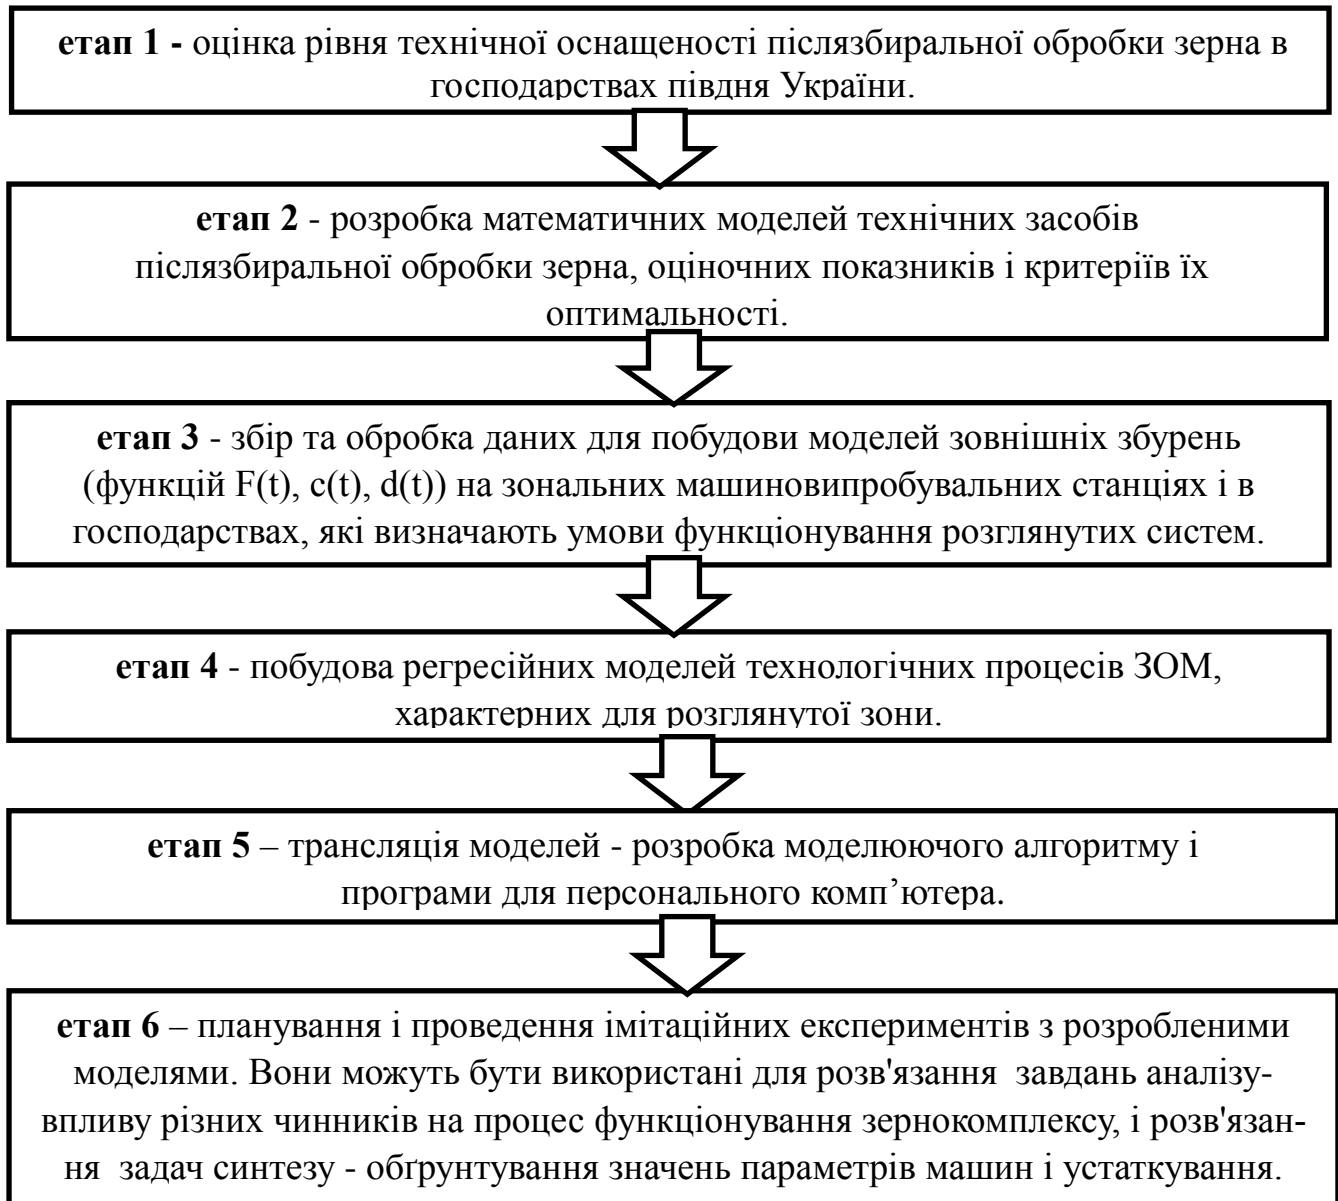 етап 1 - оцінка рівня технічної оснащеності післязбиральної обробки зерна в
господарствах півдня України.
етап 2 - розробка математичних моделей технічних засобів
післязбиральної обробки зерна, оціночних показників і критеріїв їх
оптимальності.
етап 3 - збір та обробка даних для побудови моделей зовнішніх збурень
(функцій F(t), c(t), d(t)) на зональних машиновипробувальних станціях і в
господарствах, які визначають умови функціонування розглянутих систем.
етап 4 - побудова регресійних моделей технологічних процесів ЗОМ,
характерних для розглянутої зони.
етап 5 – трансляція моделей - розробка моделюючого алгоритму і
програми для персонального комп’ютера.
етап 6 – планування і проведення імітаційних експериментів з розробленими
моделями. Вони можуть бути використані для розв'язання  завдань аналізу-
впливу різних чинників на процес функціонування зернокомплексу, і розв'язан-
ня  задач синтезу - обґрунтування значень параметрів машин і устаткування.